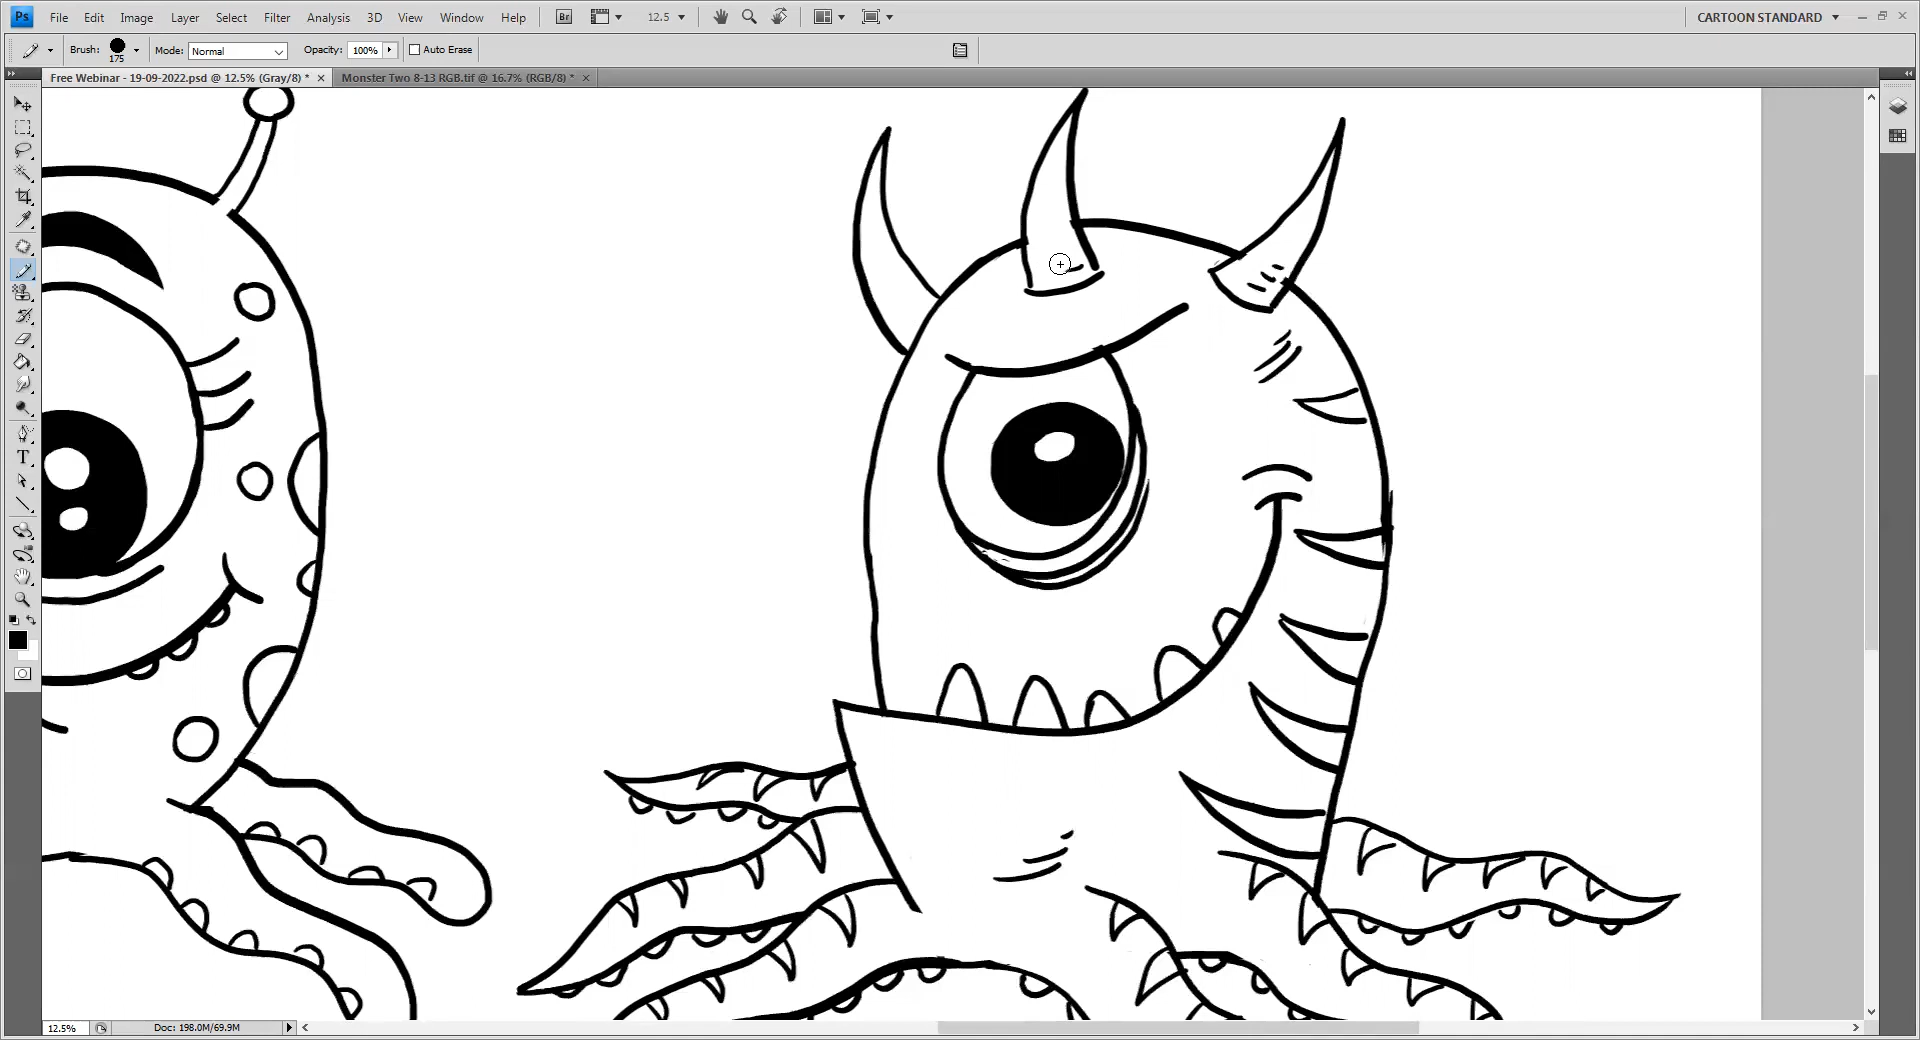 Ps File Edit Image Layer Select Filter Analysis 3D View Window Help Br 12.5 CARTOON STANDARD
Brush: 175 Mode: Normal Opacity: 100% Auto Erase
Free Webinar - 19-09-2022.psd @ 12.5% (Gray/8) * Monster Two 8-13 RGB.tif @ 16.7% (RGB/8) *
T
12.5% Doc: 198.0M/69.9M